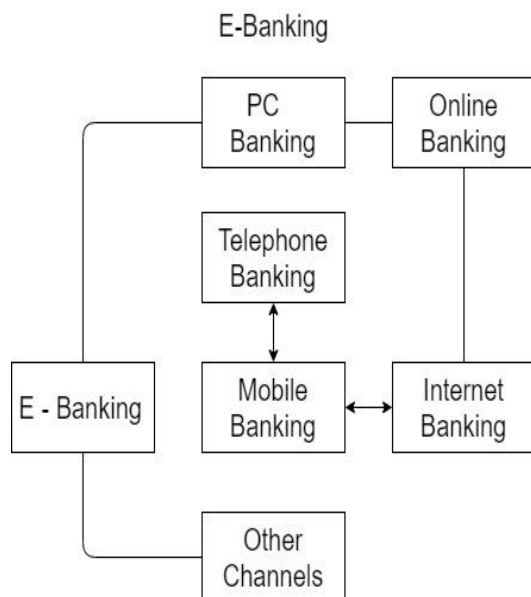 E-Banking
PC
Banking
Online
Banking
Telephone
Banking
E - Banking
Mobile
Banking
Internet
Banking
Other
Channels